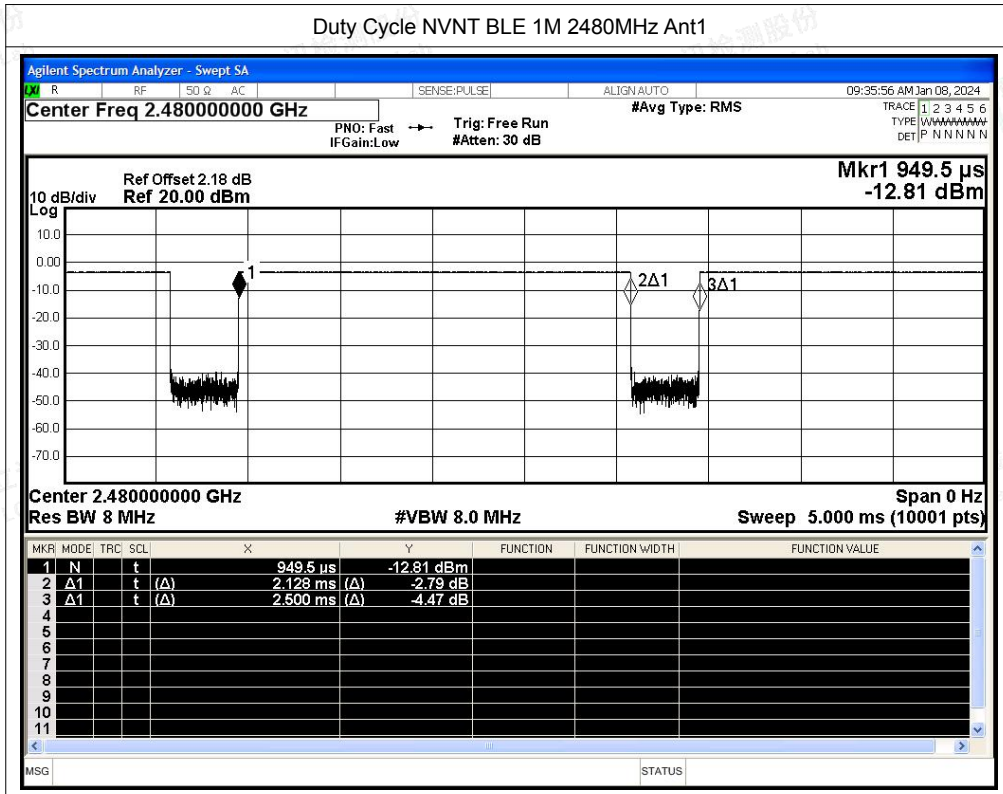 Duty Cycle NVNT BLE 1M 2480MHz Ant1
Agilent Spectrum Analyzer - Swept SA
LXI R RF 50 Ω AC SENSE:PULSE ALIGN AUTO 09:35:56 AM Jan 08, 2024
Center Freq 2.480000000 GHz #Avg Type: RMS TRACE 1 2 3 4 5 6
PNO: Fast Trig: Free Run TYPE WWWWWW
IFGain:Low #Atten: 30 dB DET P N N N N N
Mkr1 949.5 µs
Ref Offset 2.18 dB
10 dB/div Ref 20.00 dBm -12.81 dBm
Log
10.0
0.00
1
2Δ1 3Δ1
-10.0
-20.0
-30.0
-40.0
-50.0
-60.0
-70.0
Center 2.480000000 GHz Span 0 Hz
Res BW 8 MHz #VBW 8.0 MHz Sweep 5.000 ms (10001 pts)
MKR MODE TRC SCL X Y FUNCTION FUNCTION WIDTH FUNCTION VALUE
1 N t 949.5 µs -12.81 dBm
2 Δ1 t (Δ) 2.128 ms (Δ) -2.79 dB
3 Δ1 t (Δ) 2.500 ms (Δ) -4.47 dB
4
5
6
7
8
9
10
11
MSG STATUS